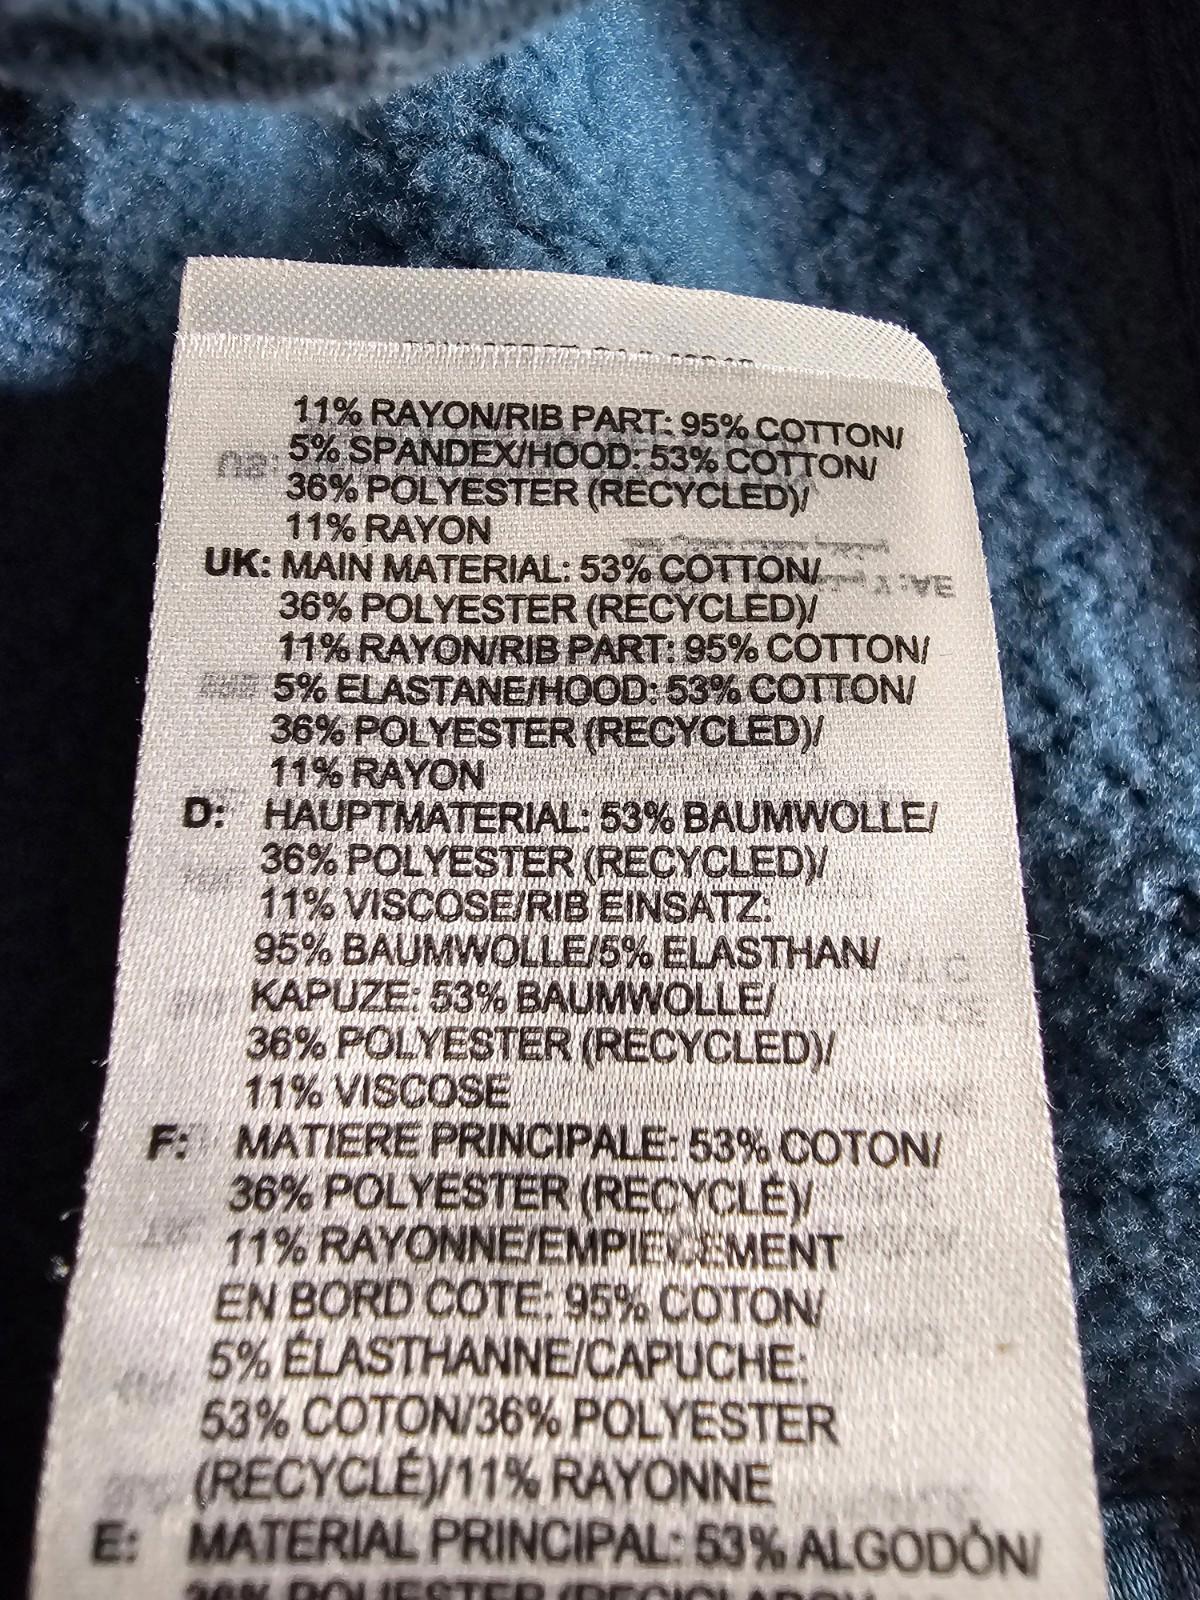 11% RAYON/RIB PART: 95% COTTON/
5% SPANDEX/HOOD: 53% COTTON/
36% POLYESTER (RECYCLED)/
11% RAYON
UK: MAIN MATERIAL: 53% COTTON/
36% POLYESTER (RECYCLED)/
11% RAYON/RIB PART: 95% COTTON/
5% ELASTANE/HOOD: 53% COTTON/
36% POLYESTER (RECYCLED)/
11% RAYON
D: HAUPTMATERIAL: 53% BAUMWOLLE/
36% POLYESTER (RECYCLED)/
11% VISCOSE/RIB EINSATZ:
95% BAUMWOLLE/5% ELASTHAN/
KAPUZE: 53% BAUMWOLLE/
36% POLYESTER (RECYCLED)/
11% VISCOSE
F: MATIERE PRINCIPALE: 53% COTON/
36% POLYESTER (RECYCLÉ)/
11% RAYONNE/EMPIECEMENT
EN BORD COTE: 95% COTON/
5% ÉLASTHANNE/CAPUCHE:
53% COTON/36% POLYESTER
(RECYCLÉ)/11% RAYONNE
E: MATERIAL PRINCIPAL: 53% ALGODÓN/
36% POLIESTER